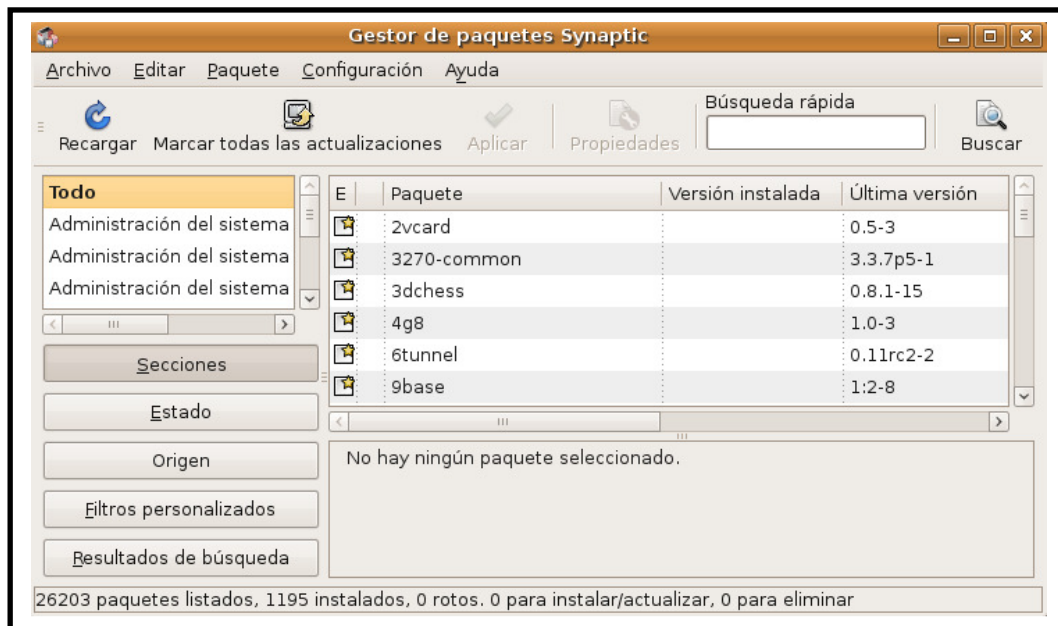 Gestor de paquetes Synaptic
Archivo Editar Paquete Configuración Ayuda
Búsqueda rápida
Recargar Marcar todas las actualizaciones Aplicar Propiedades Buscar
Todo
Administración del sistema
Administración del sistema
Administración del sistema
Secciones
Estado
Origen
Filtros personalizados
Resultados de búsqueda
E Paquete Versión instalada Última versión
2vcard 0.5-3
3270-common 3.3.7p5-1
3dchess 0.8.1-15
4g8 1.0-3
6tunnel 0.11rc2-2
9base 1:2-8
No hay ningún paquete seleccionado.
26203 paquetes listados, 1195 instalados, 0 rotos. 0 para instalar/actualizar, 0 para eliminar